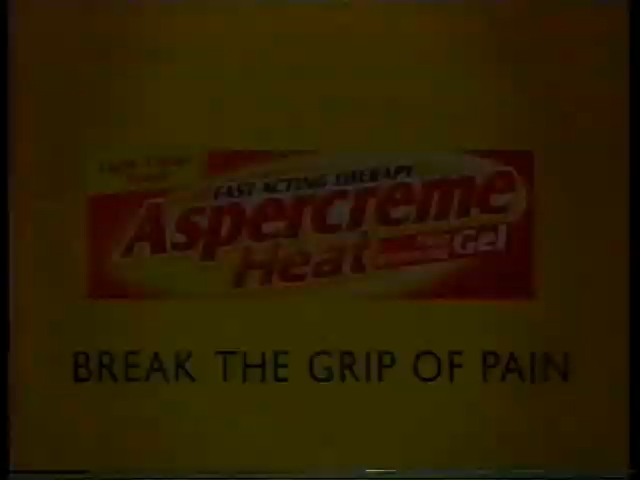 FAST ACTING THERAPY
Aspercreme
Heat
Gel
BREAK THE GRIP OF PAIN